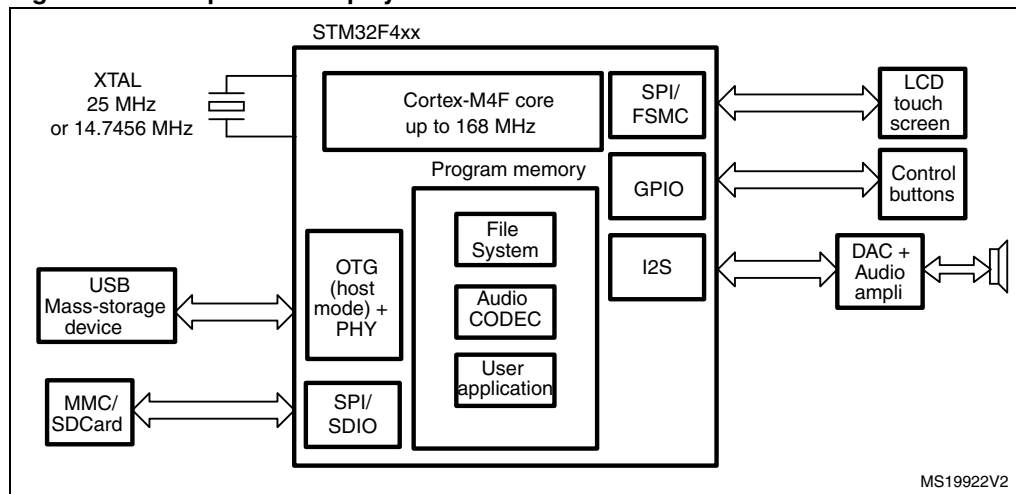 STM32F4xx
XTAL
25 MHz
or 14.7456 MHz
Cortex-M4F core
up to 168 MHz
SPI/
FSMC
LCD
touch
screen
Program memory
GPIO
Control
buttons
File
System
I2S
DAC +
Audio
ampli
OTG
(host
mode) +
PHY
USB
Mass-storage
device
Audio
CODEC
User
application
SPI/
SDIO
MMC/
SDCard
MS19922V2